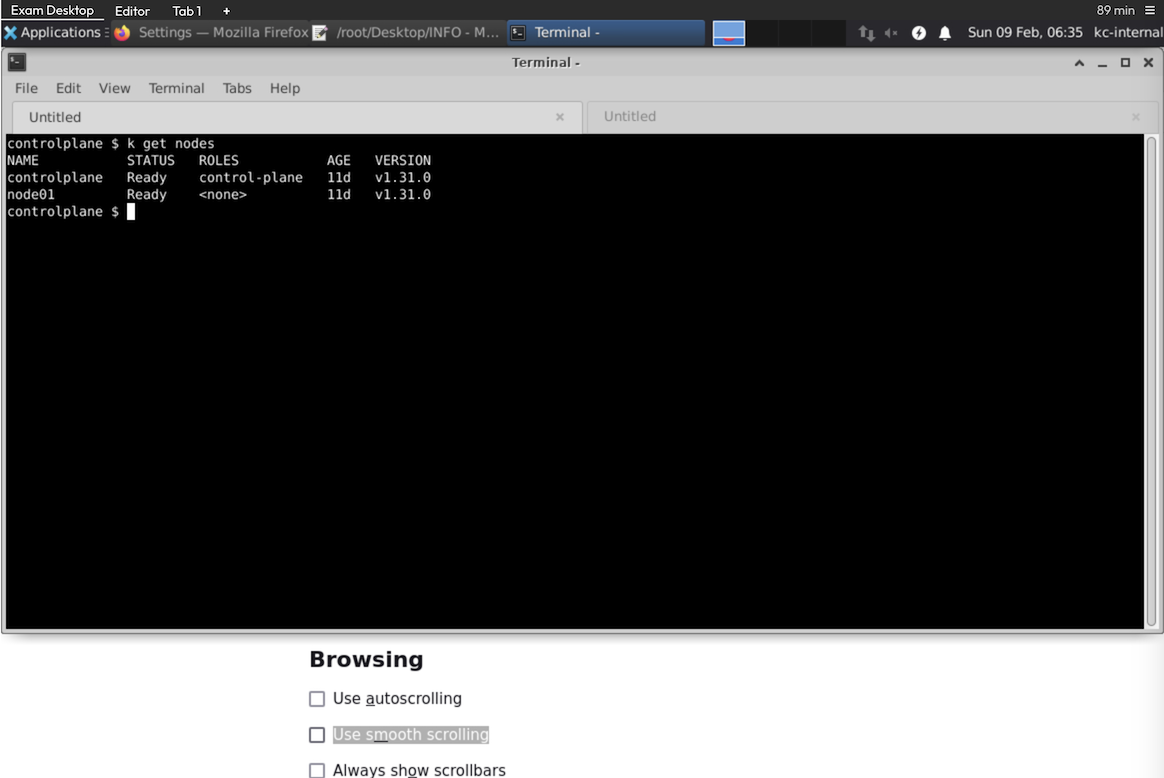 Exam Desktop Editor Tab 1 + 89 min
Applications Settings — Mozilla Firefox /root/Desktop/INFO - M... Terminal - Sun 09 Feb, 06:35 kc-internal
Terminal -
File Edit View Terminal Tabs Help
Untitled Untitled
controlplane $ k get nodes
NAME STATUS ROLES AGE VERSION
controlplane Ready control-plane 11d v1.31.0
node01 Ready <none> 11d v1.31.0
controlplane $
Browsing
Use autoscrolling
Use smooth scrolling
Always show scrollbars